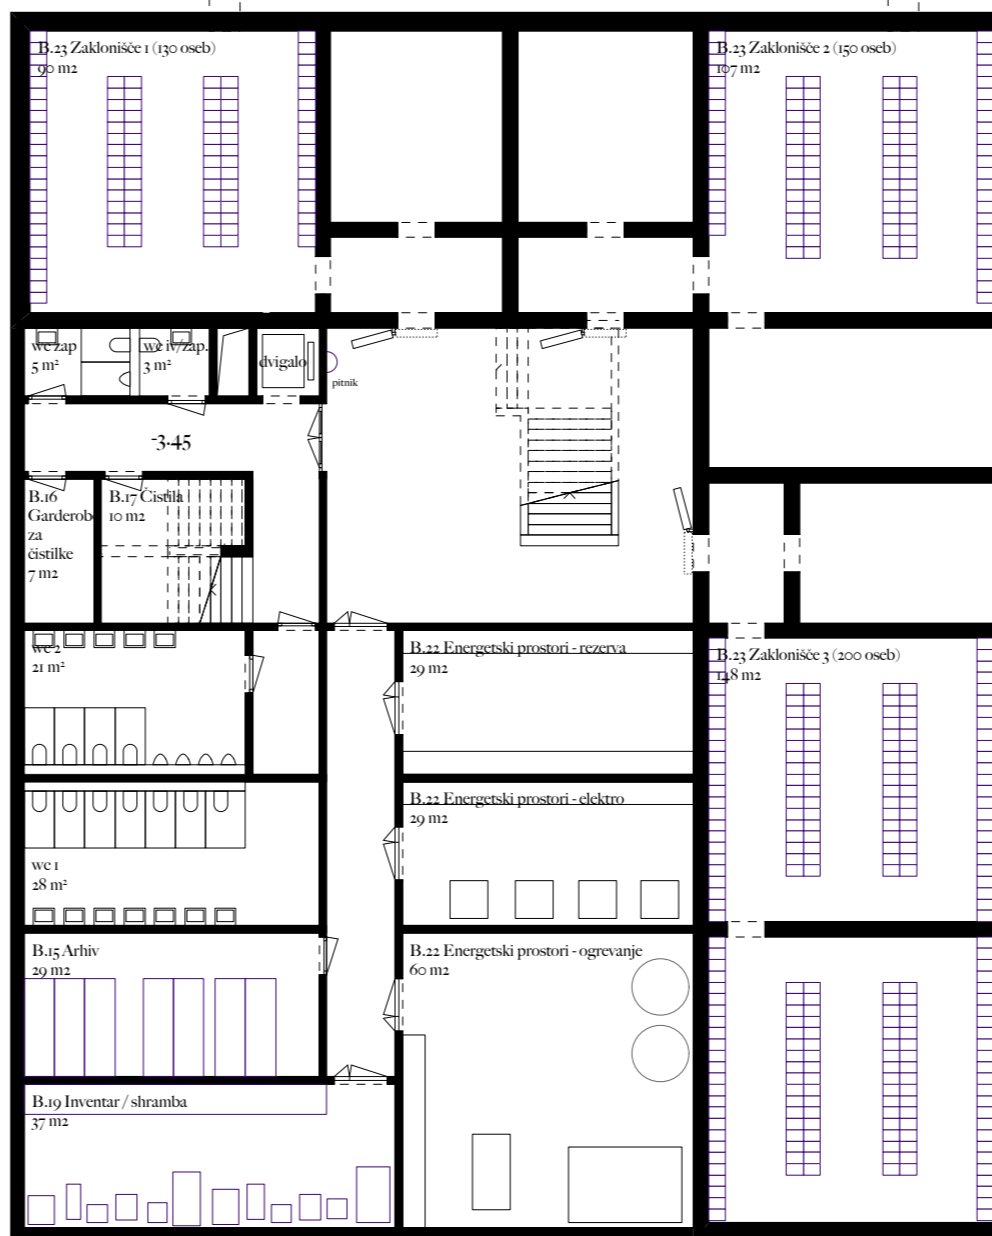 B.23 Zaklonišče 1 (130 oseb)
90 m2
B.23 Zaklonišče 2 (150 oseb)
107 m2
wc zap
5 m²
wc iv/zap.
3 m²
dvigalo
pitnik
-3.45
B.16
Garderobe
za
čistilke
7 m2
B.17 Čistila
10 m2
wc 2
21 m²
B.22 Energetski prostori - rezerva
29 m2
B.23 Zaklonišče 3 (200 oseb)
148 m2
B.22 Energetski prostori - elektro
29 m2
wc 1
28 m²
B.15 Arhiv
29 m2
B.22 Energetski prostori - ogrevanje
60 m2
B.19 Inventar / shramba
37 m2